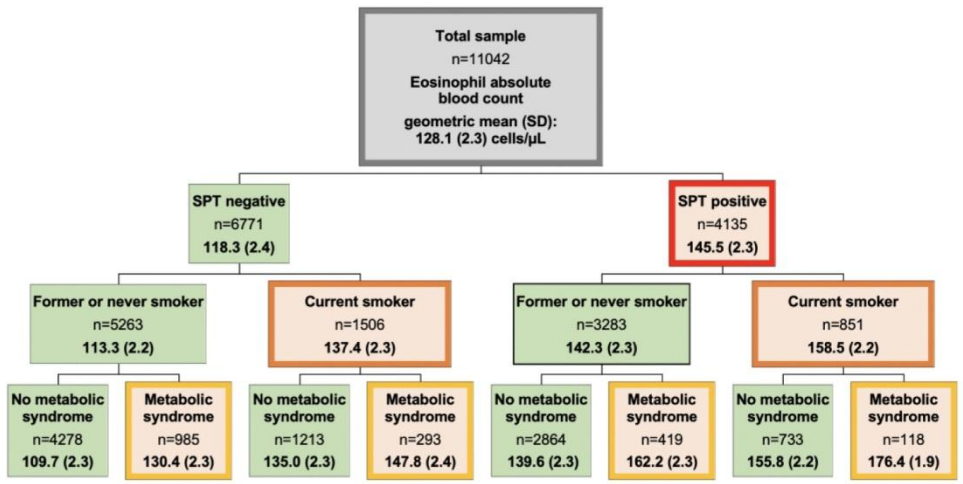 Total sample
n=11042
Eosinophil absolute
blood count
geometric mean (SD):
128.1 (2.3) cells/µL
SPT negative
n=6771
118.3 (2.4)
SPT positive
n=4135
145.5 (2.3)
Former or never smoker
n=5263
113.3 (2.2)
Current smoker
n=1506
137.4 (2.3)
Former or never smoker
n=3283
142.3 (2.3)
Current smoker
n=851
158.5 (2.2)
No metabolic
syndrome
n=4278
109.7 (2.3)
Metabolic
syndrome
n=985
130.4 (2.3)
No metabolic
syndrome
n=1213
135.0 (2.3)
Metabolic
syndrome
n=293
147.8 (2.4)
No metabolic
syndrome
n=2864
139.6 (2.3)
Metabolic
syndrome
n=419
162.2 (2.3)
No metabolic
syndrome
n=733
155.8 (2.2)
Metabolic
syndrome
n=118
176.4 (1.9)